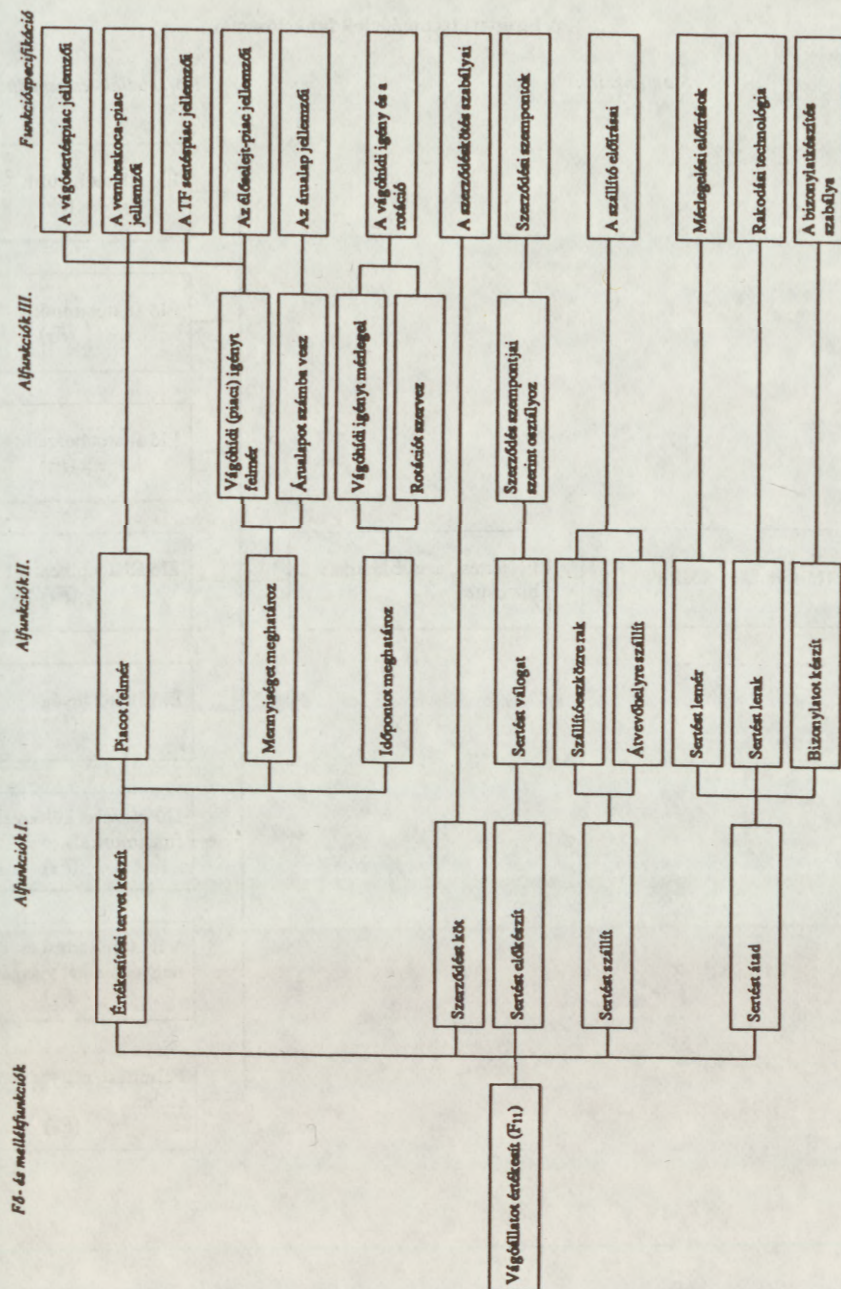 Fő- és mellékfunkciók
Alfunkciók I.
Alfunkciók II.
Alfunkciók III.
Funkcióspecifikáció
Vágóállatot értékesít (F11)
Értékesítési tervet készít
Szerződést köt
Sertést előkészít
Sertést szállít
Sertést átad
Piacot felmér
Mennyiséget meghatároz
Időpontot meghatároz
Sertést válogat
Szállítóeszközre rak
Átvevőhelyre szállít
Sertést lemér
Sertést lerak
Bizonylatot készít
Vágóhídi (piaci) igényt
felmér
Árualapot számba vesz
Vágóhídi igényt mérlegel
Rotációt szervez
Szerződés szempontjai
szerint osztályoz
A vágósertéspiac jellemzői
A vemheskoca-piac
jellemzői
A TF sertéspiac jellemzői
Az élőselejt-piac jellemzői
Az árualap jellemzői
A vágóhídi igény és a
rotáció
A szerződéskötés szabályai
Szerződési szempontok
A szállító előírásai
Mérlegelési előírások
Rakodási technológia
A bizonylatkészítés
szabálya